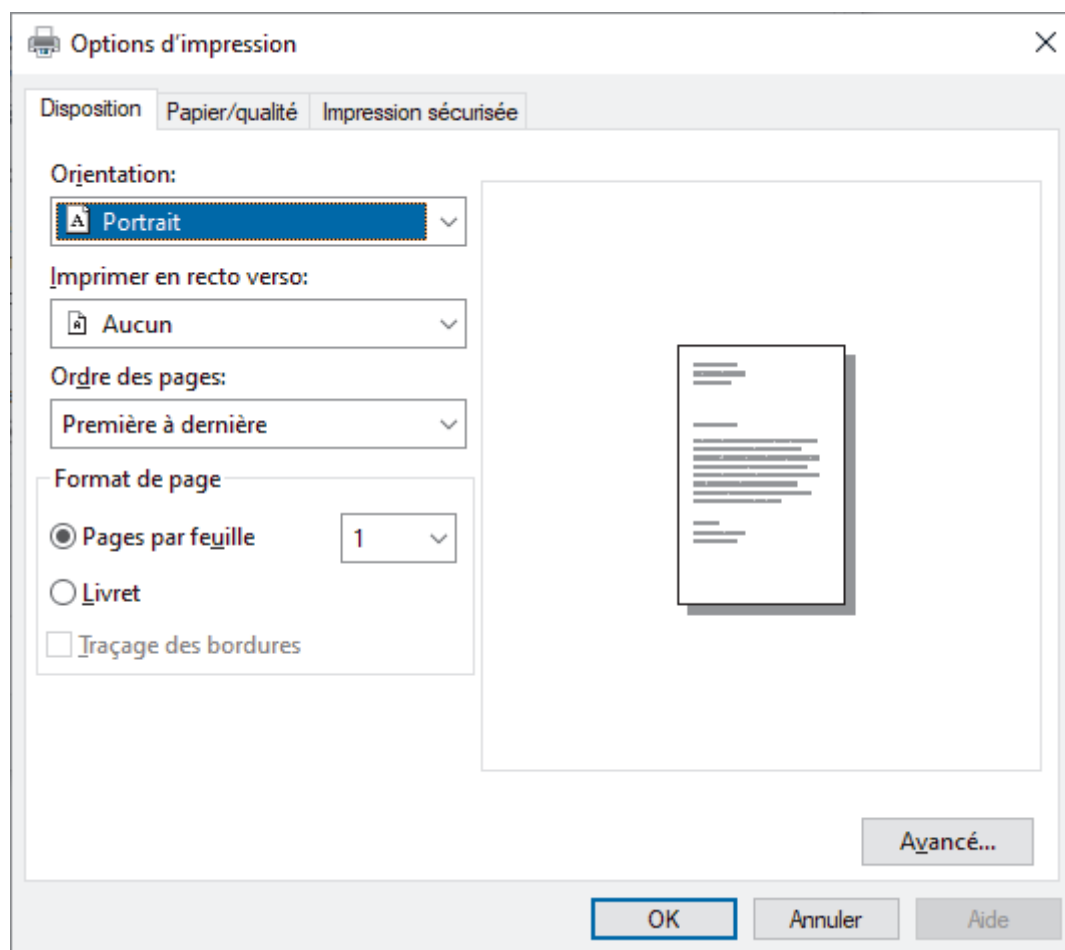 Options d'impression
Disposition Papier/qualité Impression sécurisée
Orientation:
A Portrait
Imprimer en recto verso:
A Aucun
Ordre des pages:
Première à dernière
Format de page
Pages par feuille 1
Livret
Traçage des bordures
Avancé...
OK Annuler Aide